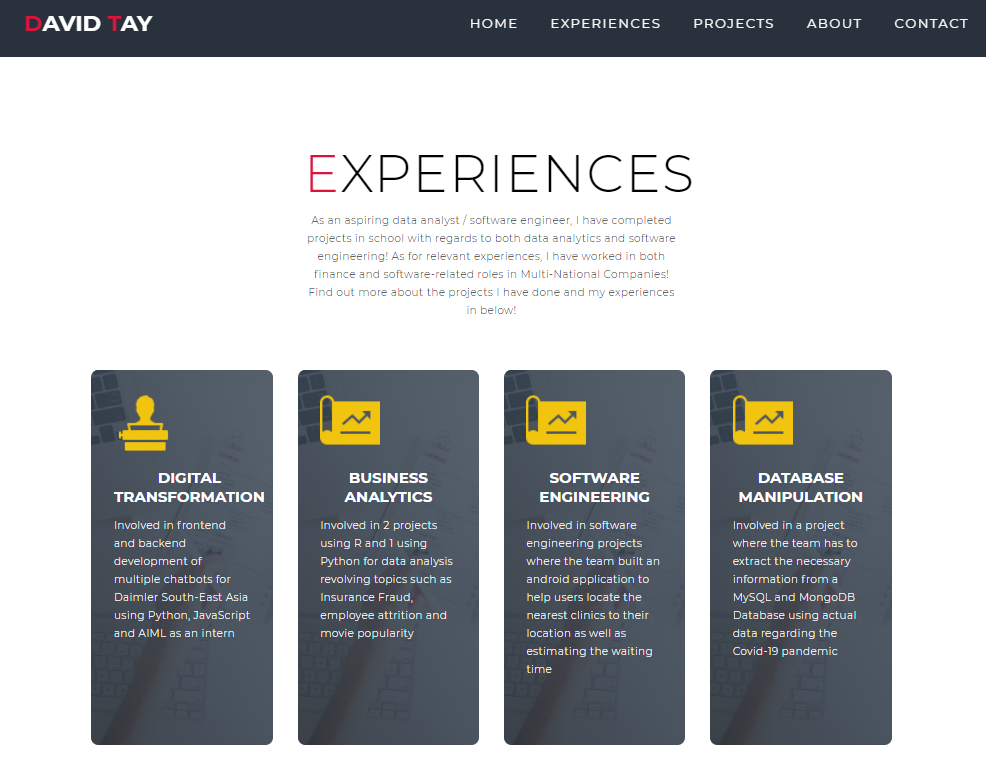 DAVID TAY
HOME EXPERIENCES PROJECTS ABOUT CONTACT
EXPERIENCES
As an aspiring data analyst / software engineer, I have completed
projects in school with regards to both data analytics and software
engineering! As for relevant experiences, I have worked in both
finance and software-related roles in Multi-National Companies!
Find out more about the projects I have done and my experiences
in below!
DIGITAL
TRANSFORMATION
Involved in frontend
and backend
development of
multiple chatbots for
Daimler South-East Asia
using Python, JavaScript
and AIML as an intern
BUSINESS
ANALYTICS
Involved in 2 projects
using R and 1 using
Python for data analysis
revolving topics such as
Insurance Fraud,
employee attrition and
movie popularity
SOFTWARE
ENGINEERING
Involved in software
engineering projects
where the team built an
android application to
help users locate the
nearest clinics to their
location as well as
estimating the waiting
time
DATABASE
MANIPULATION
Involved in a project
where the team has to
extract the necessary
information from a
MySQL and MongoDB
Database using actual
data regarding the
Covid-19 pandemic